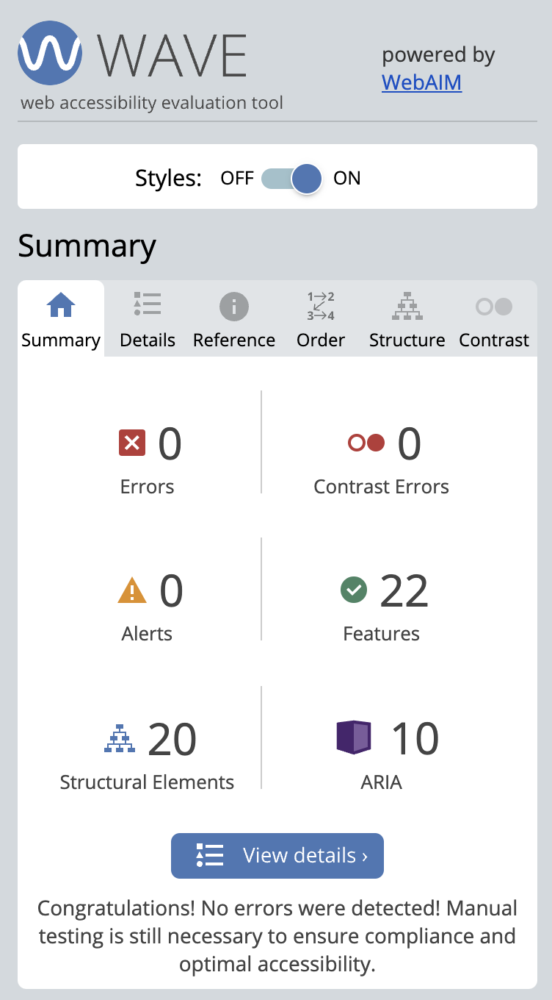 WAVE
web accessibility evaluation tool
powered by
WebAIM
Styles: OFF ON
Summary
1→2
3→4
Summary Details Reference Order Structure Contrast
0 0
Errors Contrast Errors
0 22
Alerts Features
20 10
Structural Elements ARIA
View details ›
Congratulations! No errors were detected! Manual
testing is still necessary to ensure compliance and
optimal accessibility.